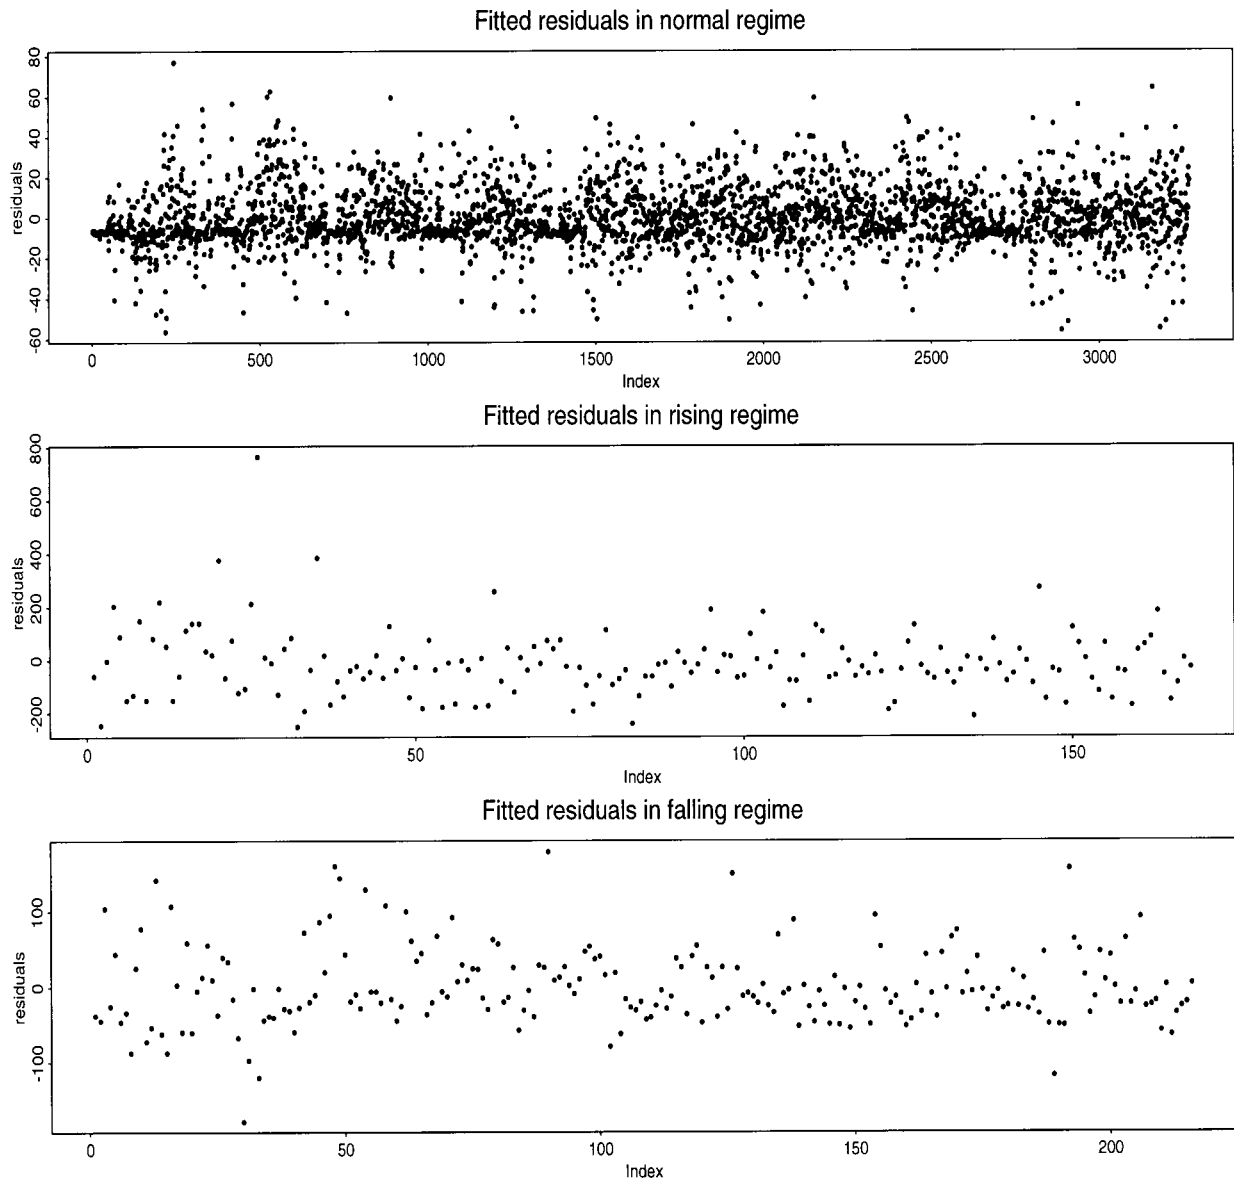 Fitted residuals in normal regime
residuals
80
60
40
20
0
-20
-40
-60
0 500 1000 1500 2000 2500 3000
Index
Fitted residuals in rising regime
residuals
800
600
400
200
0
-200
0 50 100 150
Index
Fitted residuals in falling regime
residuals
100
0
-100
0 50 100 150 200
Index